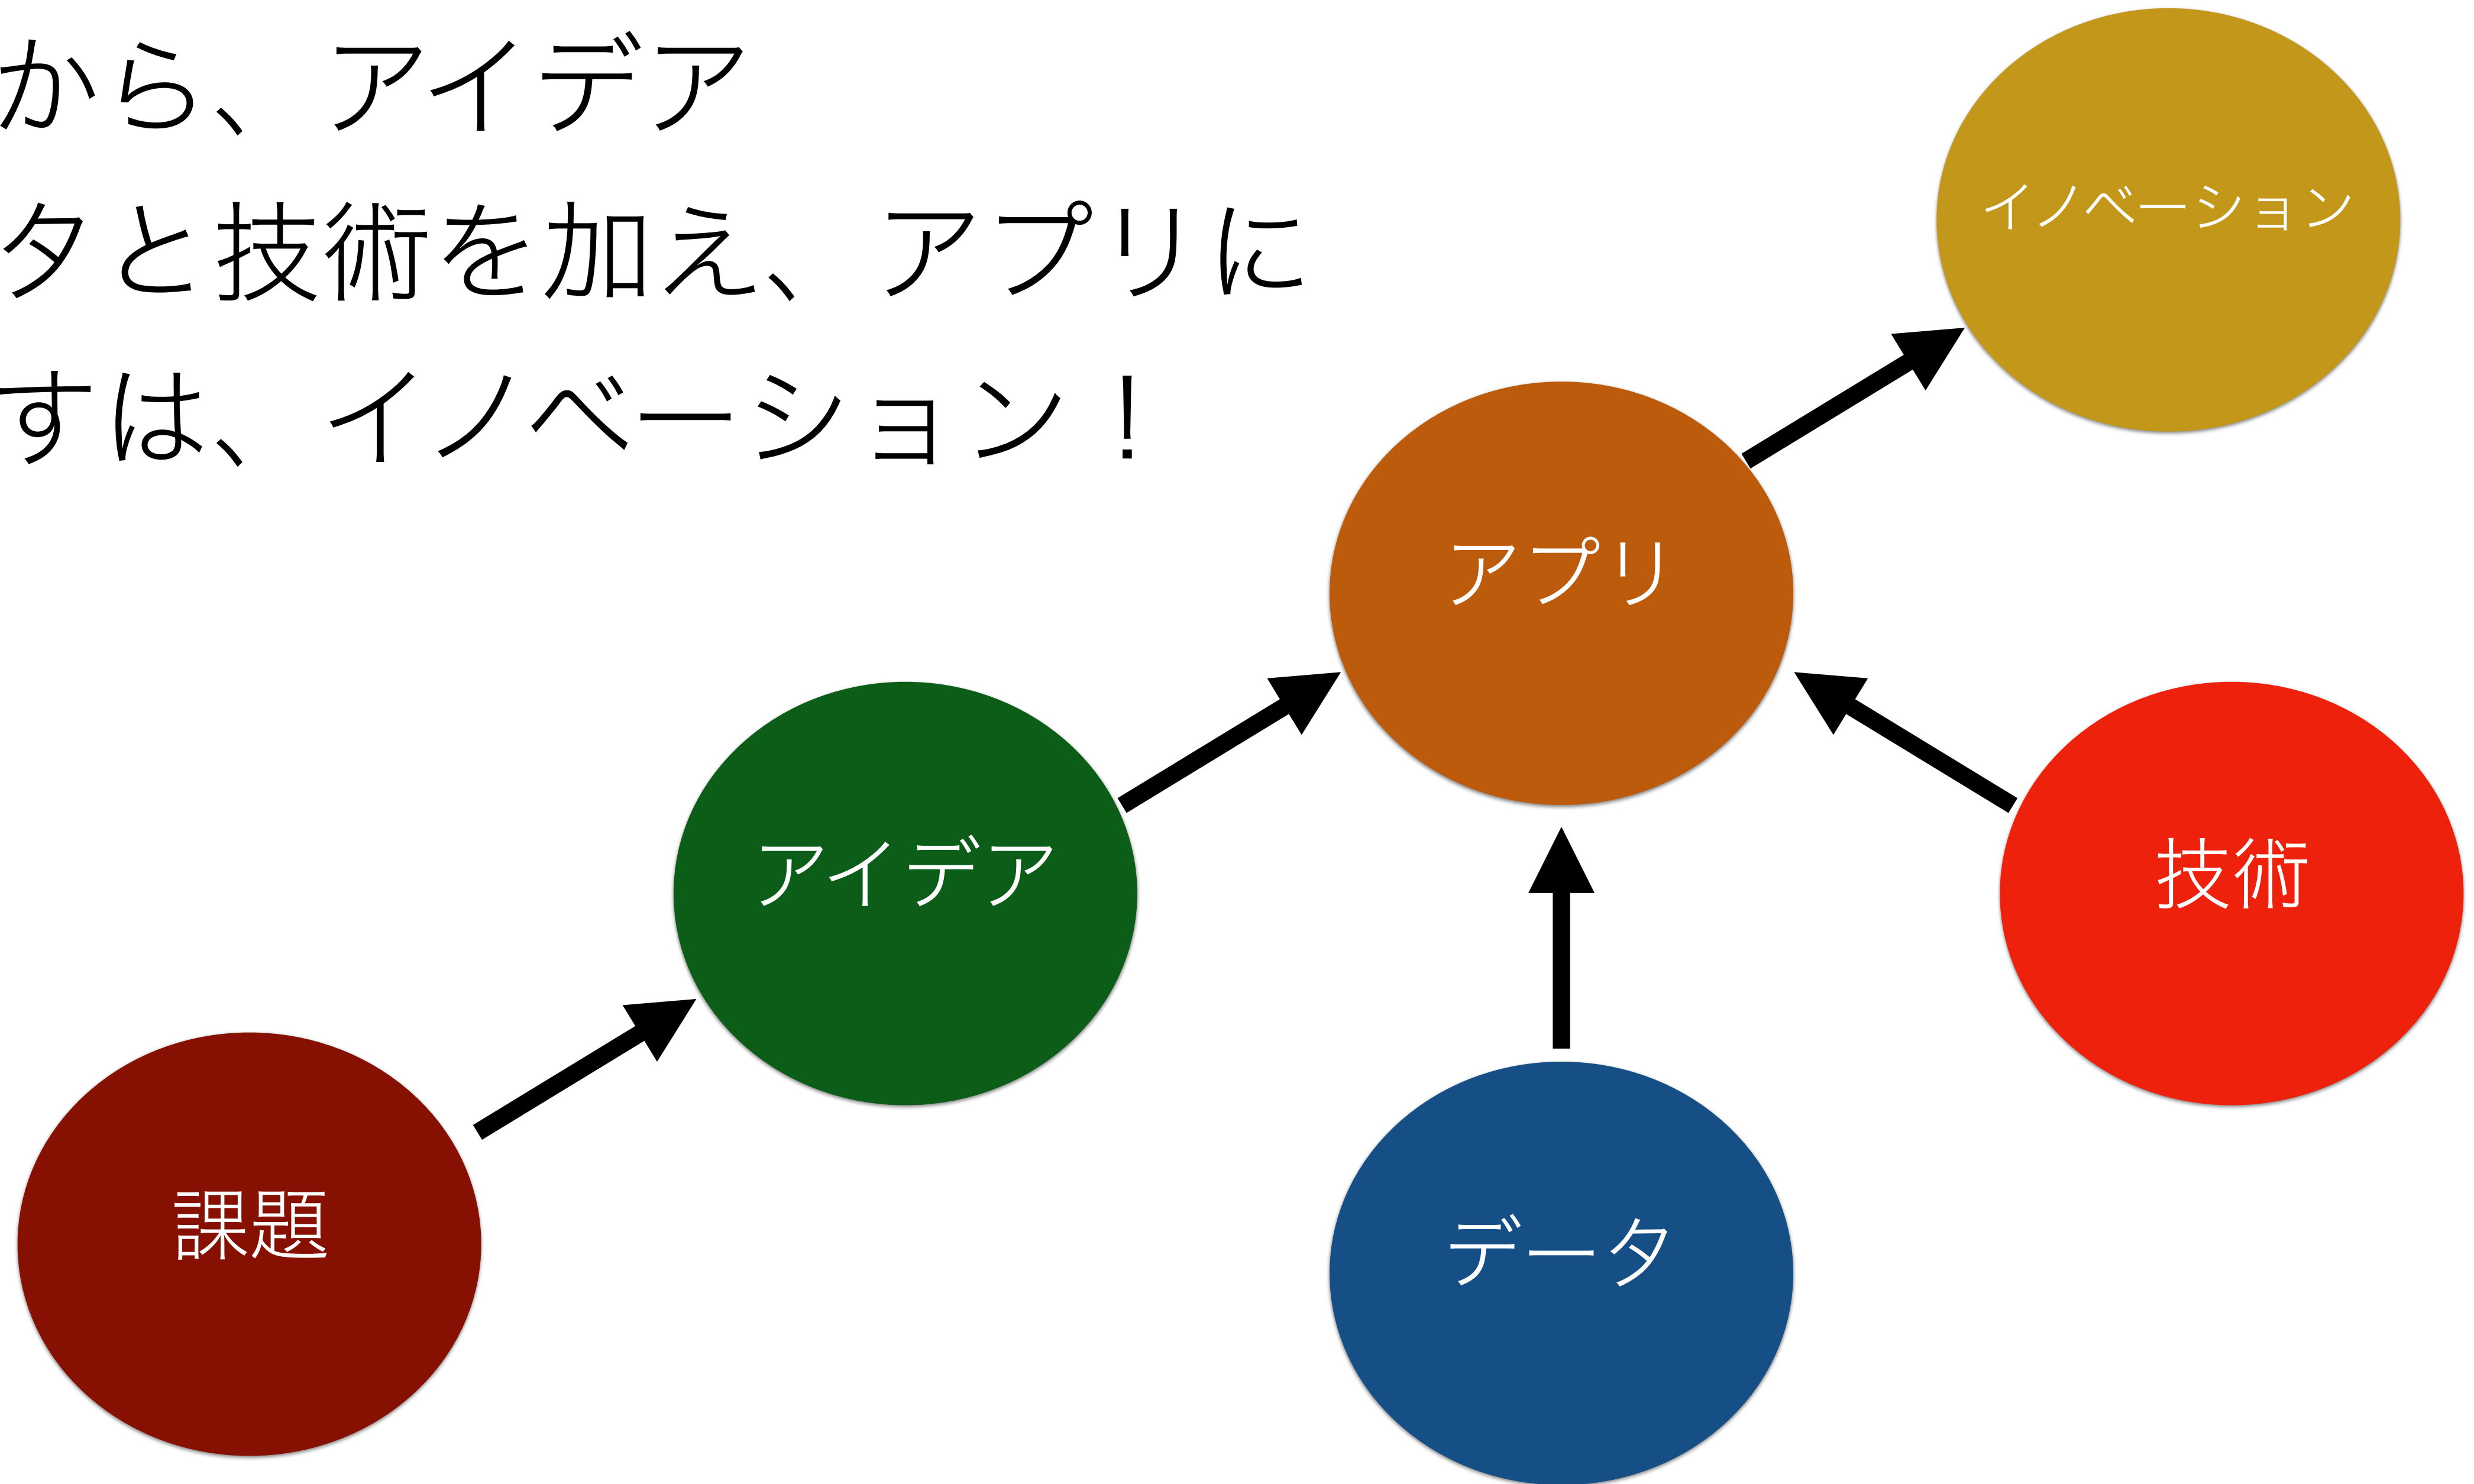 から、アイデア
タと技術を加え、アプリに
すは、イノベーション！
イノベーション
アプリ
アイデア
技術
課題
データ